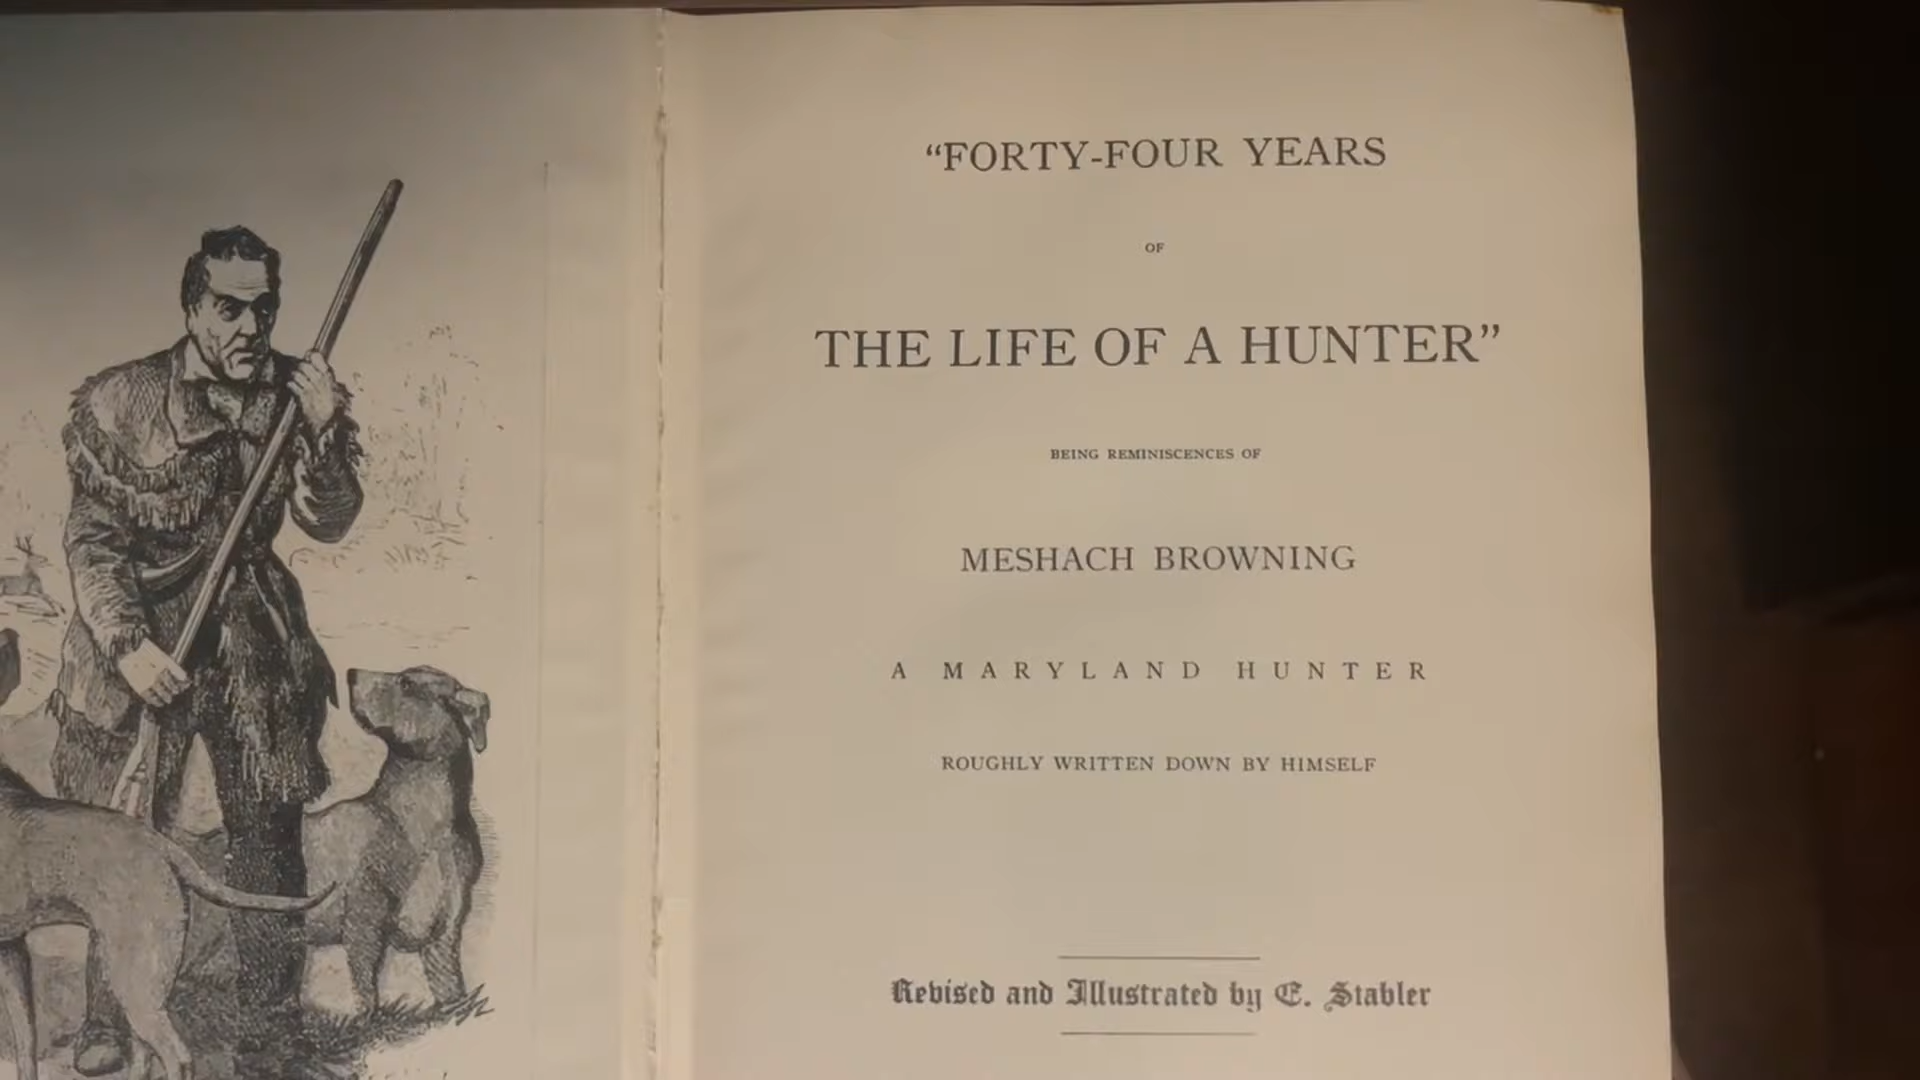 “FORTY-FOUR YEARS
OF
THE LIFE OF A HUNTER”
BEING REMINISCENCES OF
MESHACH BROWNING
A MARYLAND HUNTER
ROUGHLY WRITTEN DOWN BY HIMSELF
Revised and Illustrated by E. Stabler